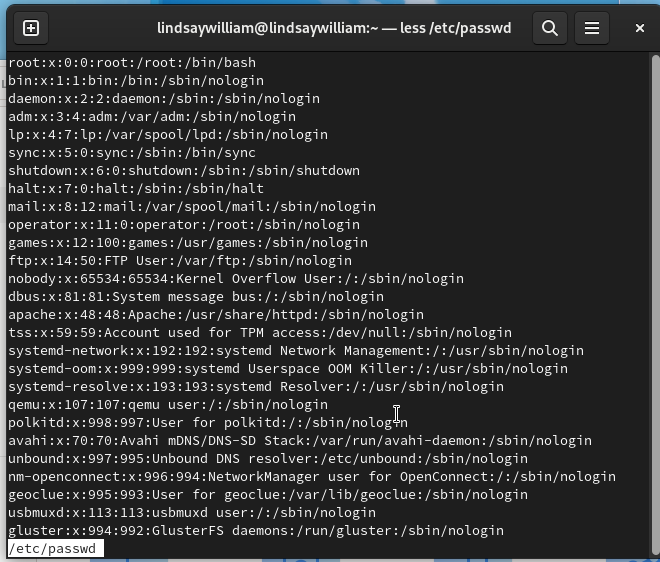 lindsaywilliam@lindsaywilliam:~ — less /etc/passwd
root:x:0:0:root:/root:/bin/bash
bin:x:1:1:bin:/bin:/sbin/nologin
daemon:x:2:2:daemon:/sbin:/sbin/nologin
adm:x:3:4:adm:/var/adm:/sbin/nologin
lp:x:4:7:lp:/var/spool/lpd:/sbin/nologin
sync:x:5:0:sync:/sbin:/bin/sync
shutdown:x:6:0:shutdown:/sbin:/sbin/shutdown
halt:x:7:0:halt:/sbin:/sbin/halt
mail:x:8:12:mail:/var/spool/mail:/sbin/nologin
operator:x:11:0:operator:/root:/sbin/nologin
games:x:12:100:games:/usr/games:/sbin/nologin
ftp:x:14:50:FTP User:/var/ftp:/sbin/nologin
nobody:x:65534:65534:Kernel Overflow User:/:/sbin/nologin
dbus:x:81:81:System message bus:/:/sbin/nologin
apache:x:48:48:Apache:/usr/share/httpd:/sbin/nologin
tss:x:59:59:Account used for TPM access:/dev/null:/sbin/nologin
systemd-network:x:192:192:systemd Network Management:/:/usr/sbin/nologin
systemd-oom:x:999:999:systemd Userspace OOM Killer:/:/usr/sbin/nologin
systemd-resolve:x:193:193:systemd Resolver:/:/usr/sbin/nologin
qemu:x:107:107:qemu user:/:/sbin/nologin
polkitd:x:998:997:User for polkitd:/:/sbin/nologin
avahi:x:70:70:Avahi mDNS/DNS-SD Stack:/var/run/avahi-daemon:/sbin/nologin
unbound:x:997:995:Unbound DNS resolver:/etc/unbound:/sbin/nologin
nm-openconnect:x:996:994:NetworkManager user for OpenConnect:/:/sbin/nologin
geoclue:x:995:993:User for geoclue:/var/lib/geoclue:/sbin/nologin
usbmuxd:x:113:113:usbmuxd user:/:/sbin/nologin
gluster:x:994:992:GlusterFS daemons:/run/gluster:/sbin/nologin
/etc/passwd